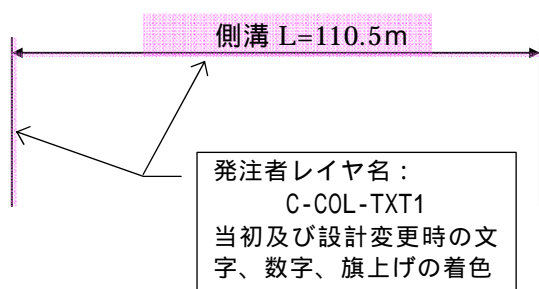 側溝 L=110.5m
発注者レイヤ名：
C-COL-TXT1
当初及び設計変更時の文
字、数字、旗上げの着色